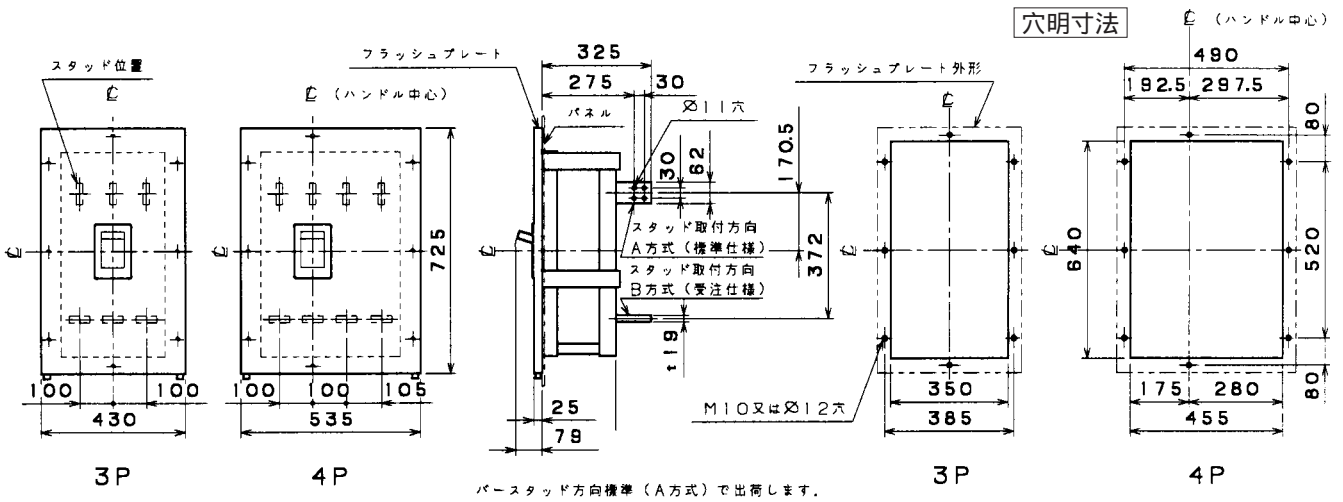 穴明寸法
℄ (ハンドル中心)
スタッド位置
フラッシュプレート
325
フラッシュプレート外形
490
275
30
192.5
297.5
80
℄
℄ (ハンドル中心)
パネル
Ø11穴
℄
30
62
170.5
℄
725
℄
スタッド取付方向
A方式(標準仕様)
スタッド取付方向
B方式(受注仕様)
372
℄
℄
640
520
t19
100
100
100
100
105
430
535
25
79
M10又はØ12穴
350
385
175
280
455
80
3P
4P
3P
4P
バースタッド方向標準(A方式)で出荷します。